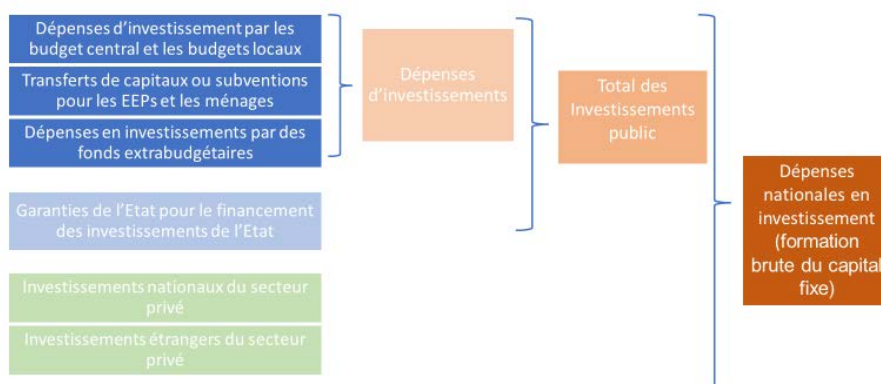 Dépenses d'investissement par les
budget central et les budgets locaux
Transferts de capitaux ou subventions
pour les EEPs et les ménages
Dépenses en investissements par des
fonds extrabudgétaires
Garanties de l'Etat pour le financement
des investissements de l'Etat
Investissements nationaux du secteur
privé
Investissements étrangers du secteur
privé
Dépenses
d'investissements
Total des
Investissements
public
Dépenses
nationales en
investissement
(formation
brute du capital
fixe)